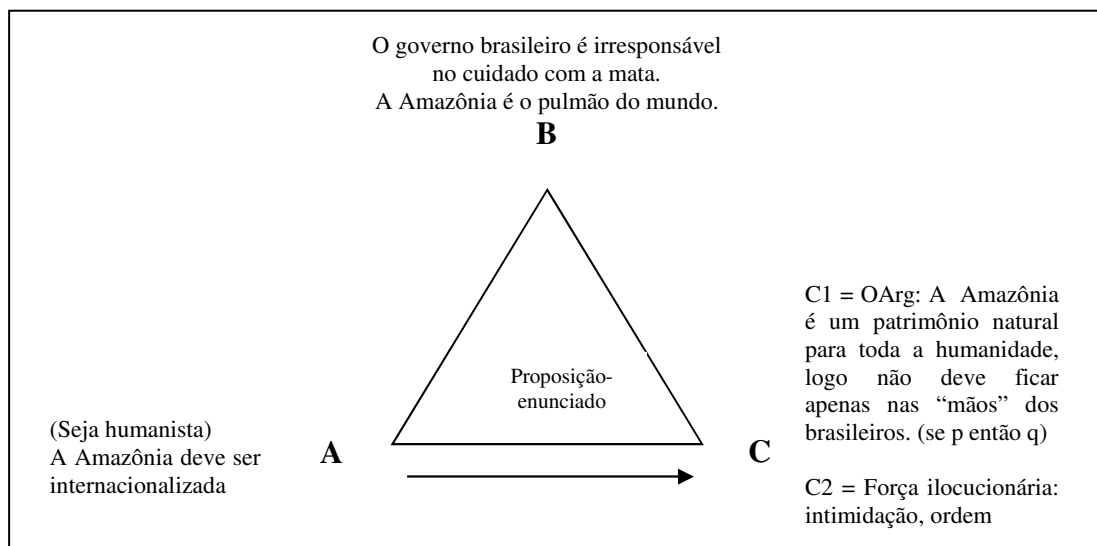 O governo brasileiro é irresponsável
no cuidado com a mata.
A Amazônia é o pulmão do mundo.
B
Proposição-
enunciado
(Seja humanista)
A Amazônia deve ser
internacionalizada
A
C
C1 = OArg: A Amazônia
é um patrimônio natural
para toda a humanidade,
logo não deve ficar
apenas nas “mãos” dos
brasileiros. (se p então q)
C2 = Força ilocucionária:
intimidação, ordem